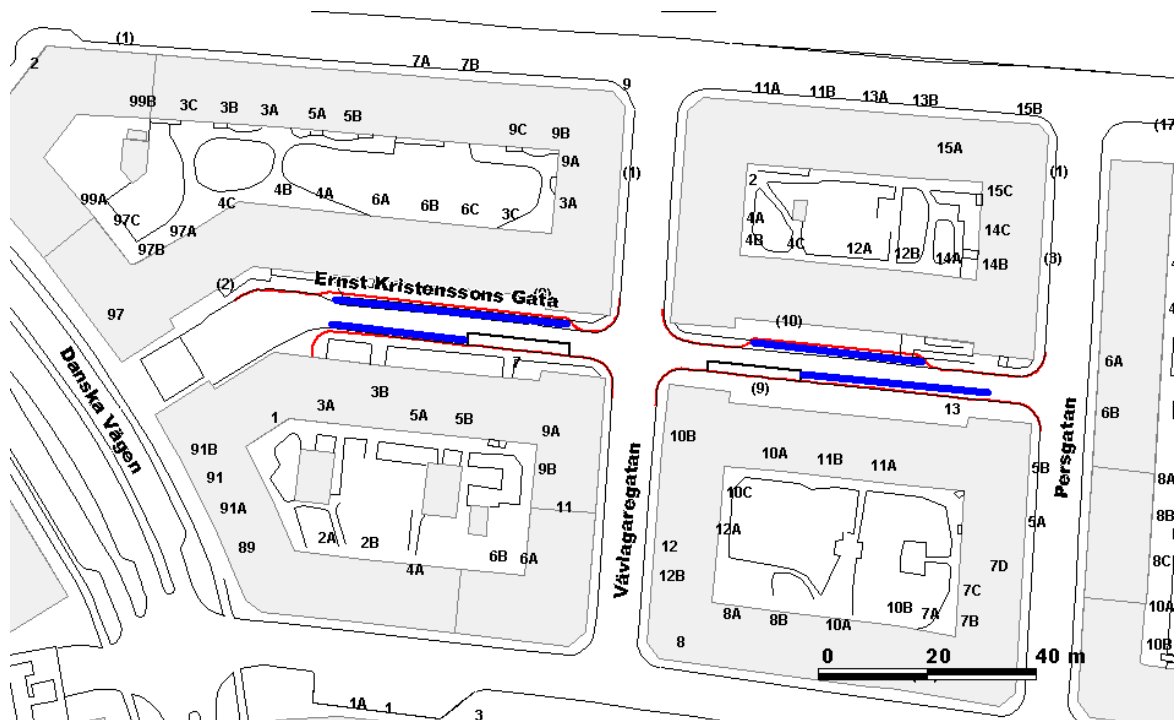 (1)
7A
7B
2
9
99B
3C
3B
3A
5A
5B
9C
9B
9A
3A
(1)
99A
97C
97B
97A
4C
4B
4A
6A
6B
6C
3C
11A
11B
13A
13B
15B
15A
15C
(1)
(17
2
4A
4B
4C
12A
12B
14A
14B
14C
(3)
(2)
Ernst Kristenssons Gata
97
(10)
7
(9)
13
Danska Vägen
1
3A
3B
5A
5B
9A
9B
11
91B
91
91A
89
2A
2B
4A
6B
6A
Vävlagaregatan
10B
10A
11B
11A
10C
12A
12
12B
8
8A
8B
10A
10B
7A
7B
7C
7D
5B
5A
Persgatan
6A
6B
8A
8B
8C
10A
10B
0 20 40 m
1A
1
3